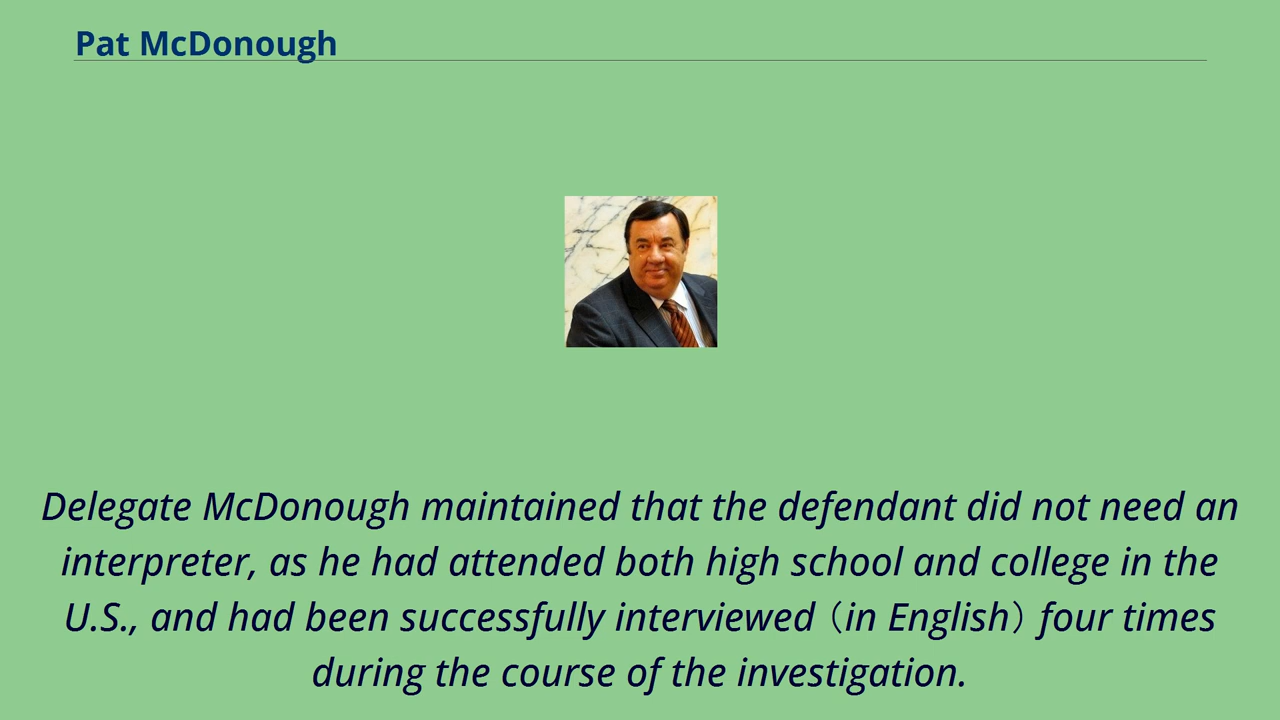 Pat McDonough
Delegate McDonough maintained that the defendant did not need an
interpreter, as he had attended both high school and college in the
U.S., and had been successfully interviewed（in English）four times
during the course of the investigation.